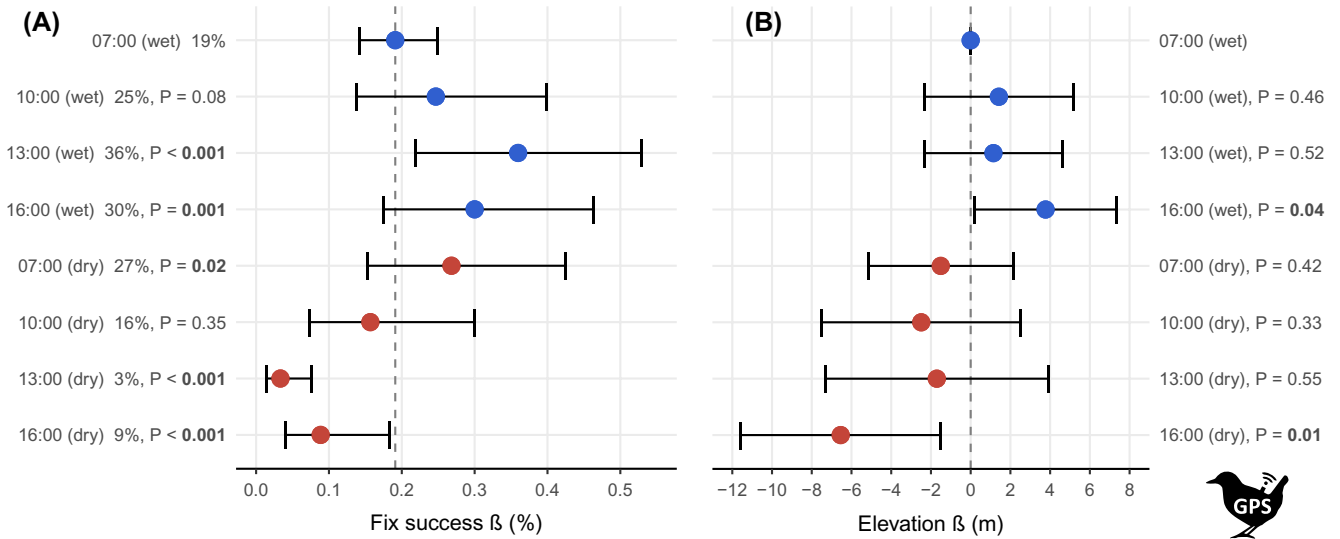 (A)
07:00 (wet) 19%
10:00 (wet) 25%, P = 0.08
13:00 (wet) 36%, P < 0.001
16:00 (wet) 30%, P = 0.001
07:00 (dry) 27%, P = 0.02
10:00 (dry) 16%, P = 0.35
13:00 (dry) 3%, P < 0.001
16:00 (dry) 9%, P < 0.001
0.0 0.1 0.2 0.3 0.4 0.5
Fix success ß (%)
(B)
07:00 (wet)
10:00 (wet), P = 0.46
13:00 (wet), P = 0.52
16:00 (wet), P = 0.04
07:00 (dry), P = 0.42
10:00 (dry), P = 0.33
13:00 (dry), P = 0.55
16:00 (dry), P = 0.01
−12 −10 −8 −6 −4 −2 0 2 4 6 8
Elevation ß (m)
GPS